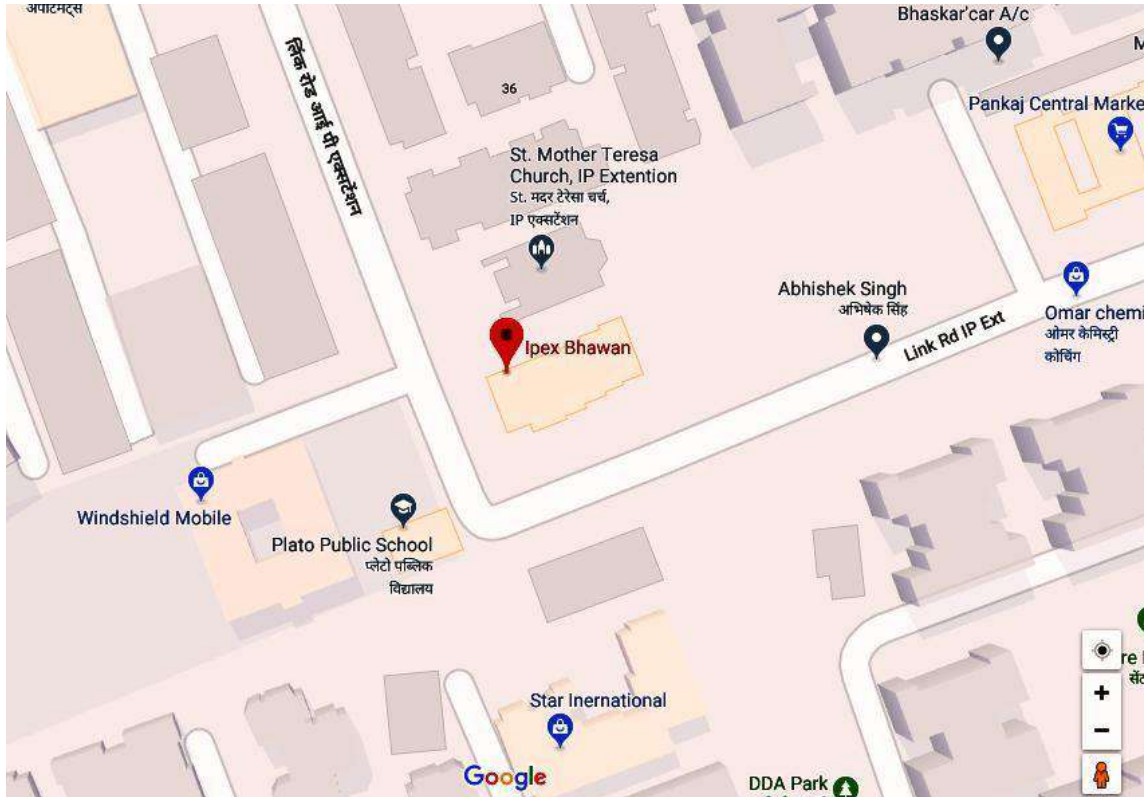 अपार्टमेंट्स
Bhaskar'car A/c
M
लिंक रोड आई पी एक्सटेंशन
36
Pankaj Central Marke
St. Mother Teresa
Church, IP Extention
St. मदर टेरेसा चर्च,
IP एक्सटेंशन
Abhishek Singh
अभिषेक सिंह
Omar chemi
ओमर केमिस्ट्री
कोचिंग
Link Rd IP Ext
Ipex Bhawan
Windshield Mobile
Plato Public School
प्लेटो पब्लिक
विद्यालय
re
सेंट
Star Inernational
Google
DDA Park